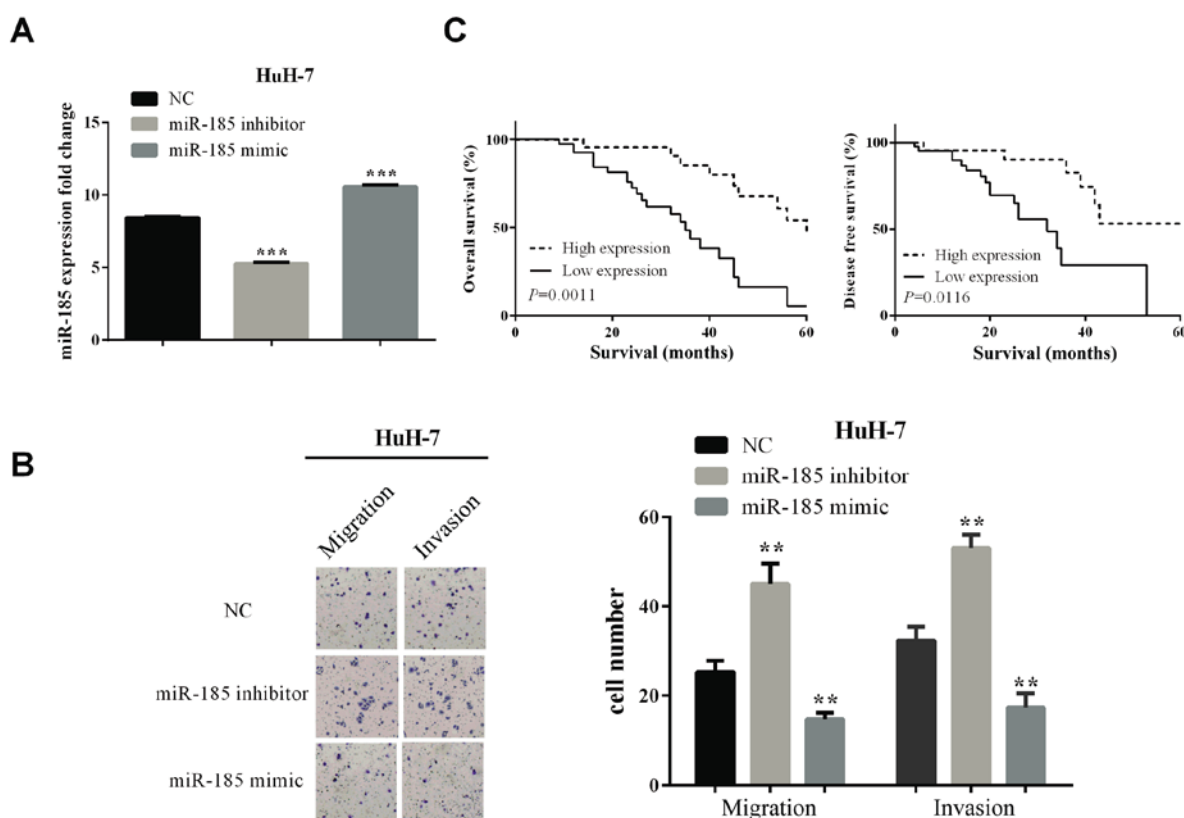 A
HuH-7
NC
miR-185 inhibitor
miR-185 mimic
miR-185 expression fold change
15
10
5
0
***
***
C
Overall survival (%)
100
50
0
High expression
Low expression
P=0.0011
0 20 40 60
Survival (months)
Disease free survival (%)
100
50
0
High expression
Low expression
P=0.0116
0 20 40 60
Survival (months)
B
HuH-7
Migration
Invasion
NC
miR-185 inhibitor
miR-185 mimic
HuH-7
NC
miR-185 inhibitor
miR-185 mimic
cell number
60
40
20
0
**
**
**
**
Migration Invasion